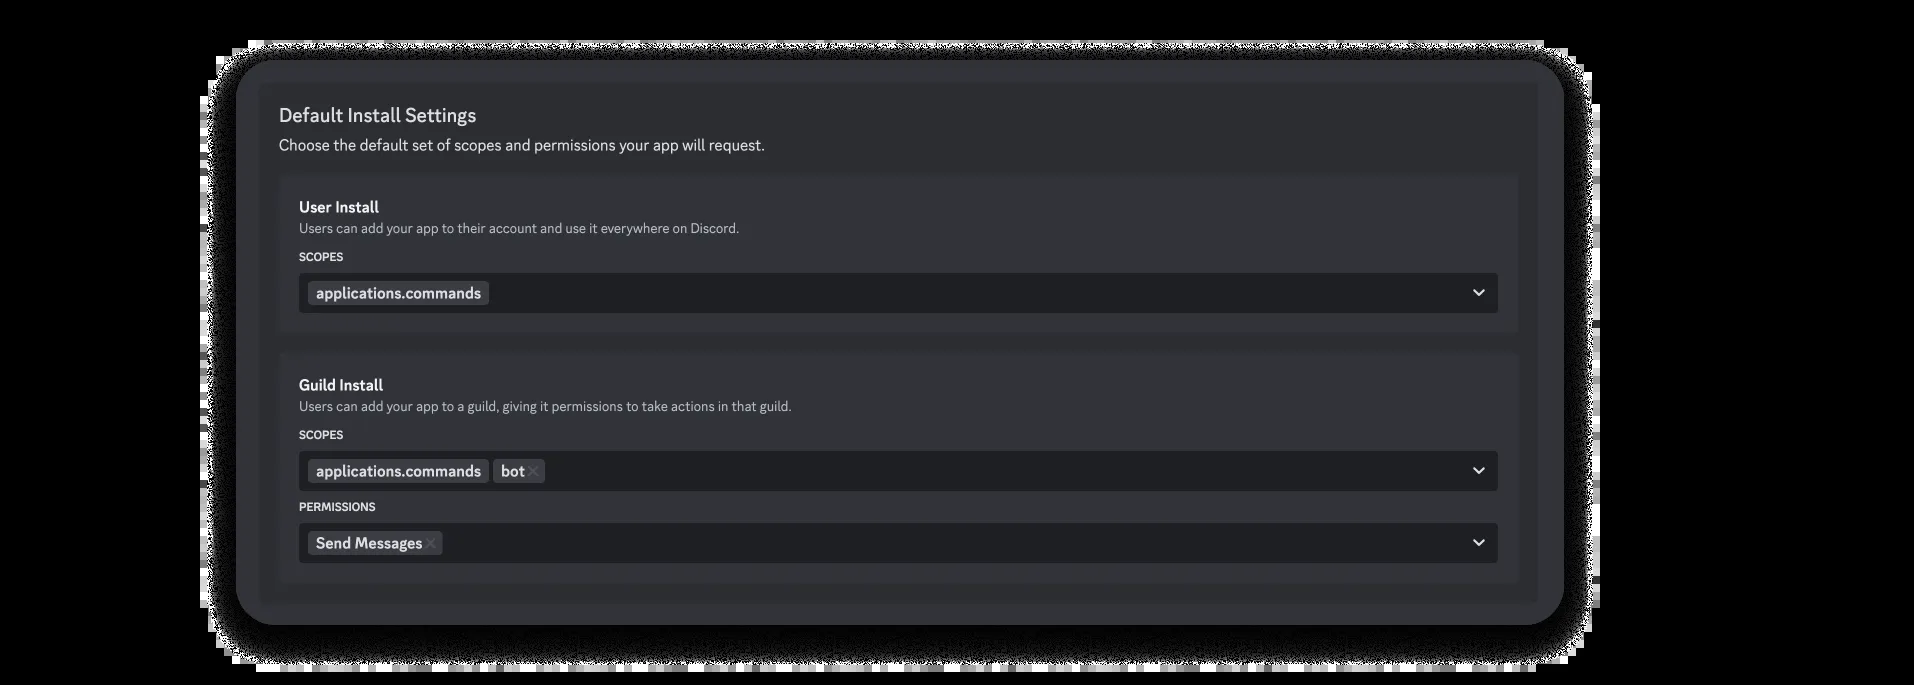 Default Install Settings
Choose the default set of scopes and permissions your app will request.
User Install
Users can add your app to their account and use it everywhere on Discord.
SCOPES
applications.commands
Guild Install
Users can add your app to a guild, giving it permissions to take actions in that guild.
SCOPES
applications.commands bot
PERMISSIONS
Send Messages